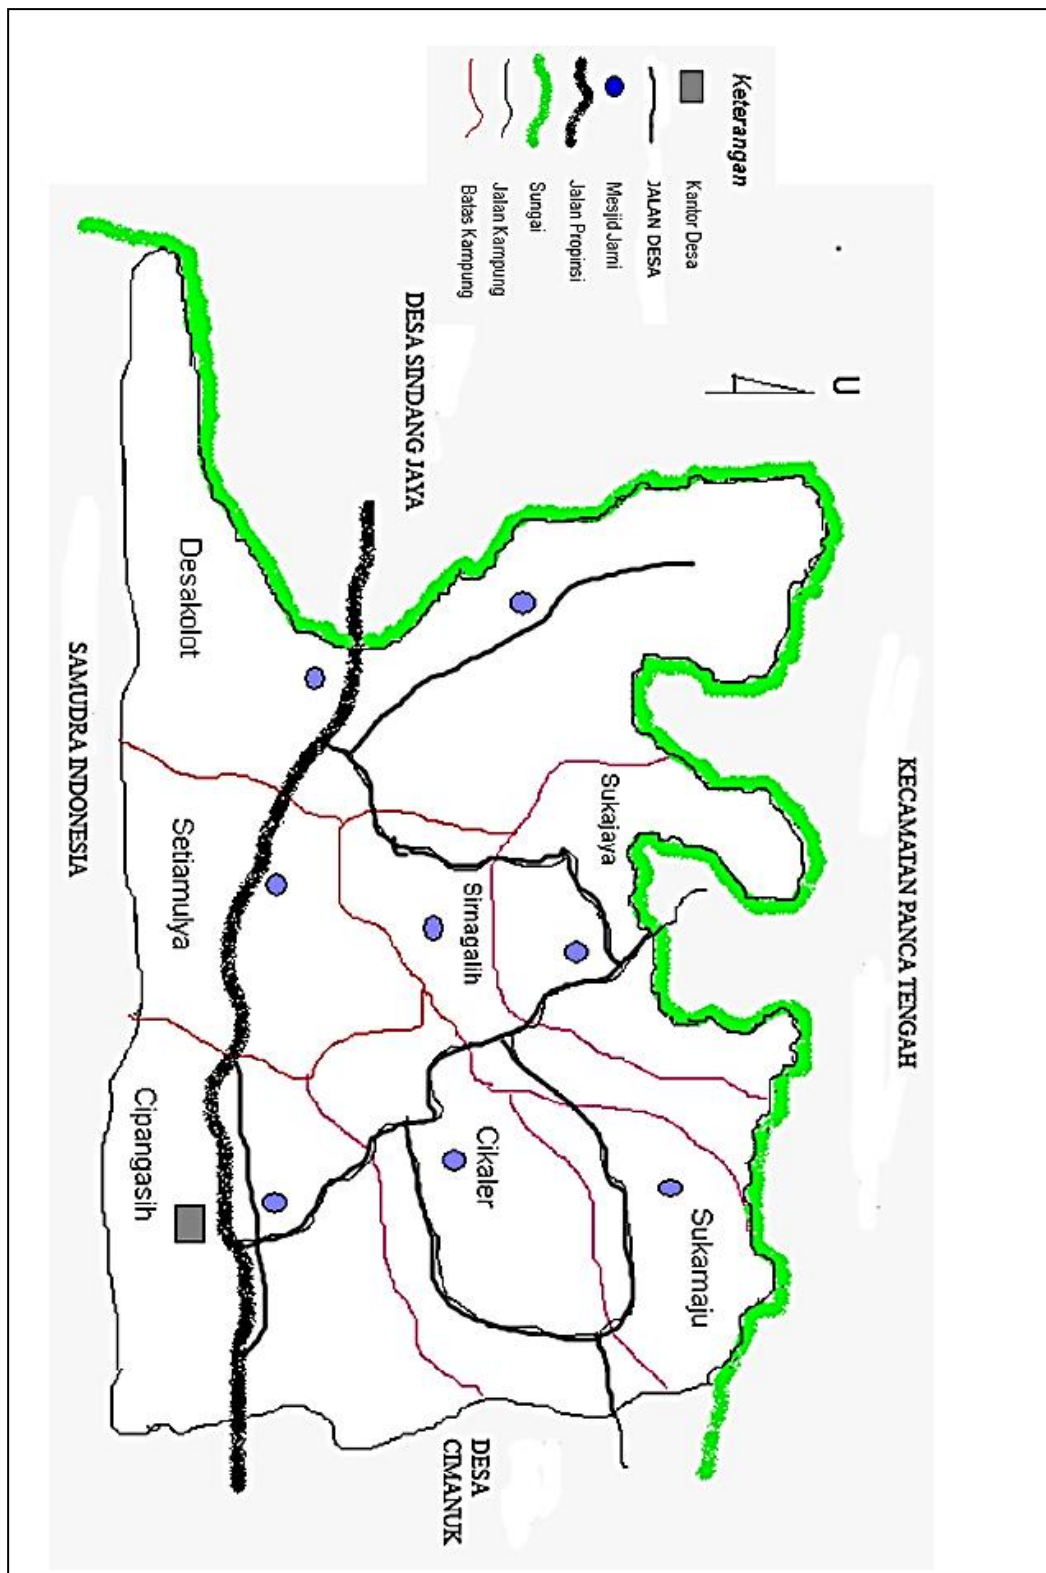 Keterangan
Kantor Desa
JALAN DESA
Mesjid Jami
Jalan Propinsi
Sungai
Jalan Kampung
Batas Kampung
U
KECAMATAN PANCA TENGAH
DESA SINDANG JAYA
Sukajaya
Sirnagalih
Sukamaju
Cikaler
Desakolot
Setiamulya
Cipangasih
DESA
CIMANUK
SAMUDRA INDONESIA